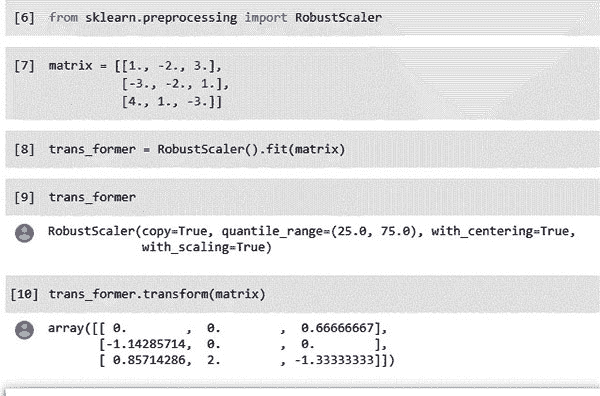 [6] from sklearn.preprocessing import RobustScaler
[7] matrix = [[1., -2., 3.],
[-3., -2., 1.],
[4., 1., -3.]]
[8] trans_former = RobustScaler().fit(matrix)
[9] trans_former
RobustScaler(copy=True, quantile_range=(25.0, 75.0), with_centering=True,
with_scaling=True)
[10] trans_former.transform(matrix)
array([[ 0.        ,  0.        ,  0.66666667],
[-1.14285714,  0.        ,  0.        ],
[ 0.85714286,  2.        , -1.33333333]])